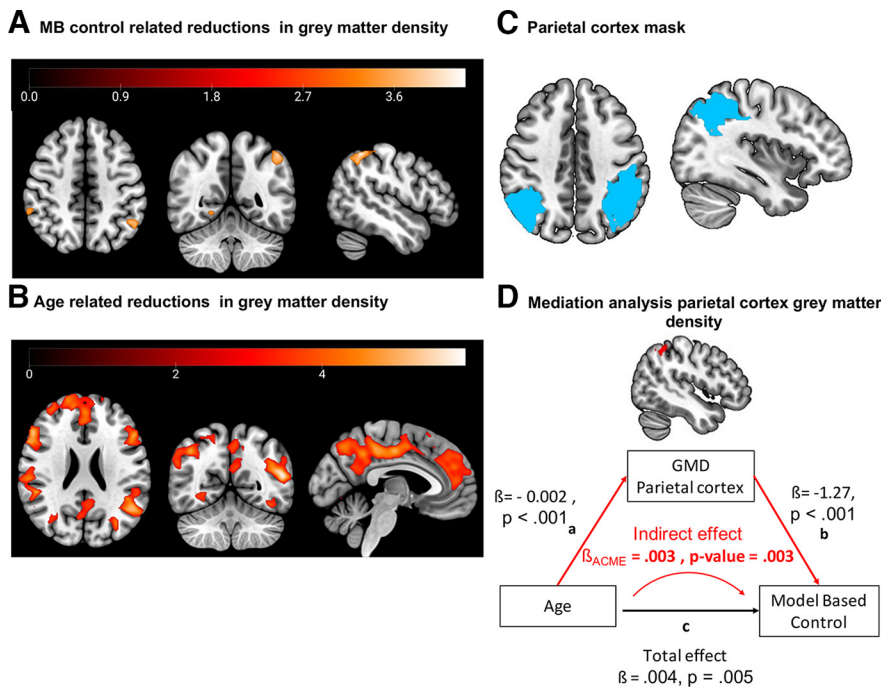 A MB control related reductions in grey matter density
0.0 0.9 1.8 2.7 3.6
B Age related reductions in grey matter density
0 2 4
C Parietal cortex mask
D Mediation analysis parietal cortex grey matter
density
GMD
Parietal cortex
ß= - 0.002 ,
p < .001
a
ß= -1.27,
p < .001
b
Indirect effect
ßACME = .003 , p-value = .003
Age
c
Model Based
Control
Total effect
ß = .004, p = .005